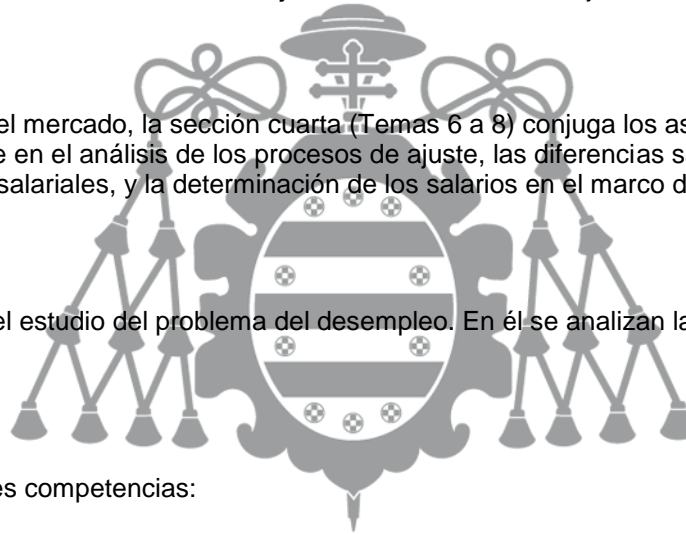 el mercado, la sección cuarta (Temas 6 a 8) conjuga los as
e en el análisis de los procesos de ajuste, las diferencias s
salariales, y la determinación de los salarios en el marco d
el estudio del problema del desempleo. En él se analizan la
es competencias: